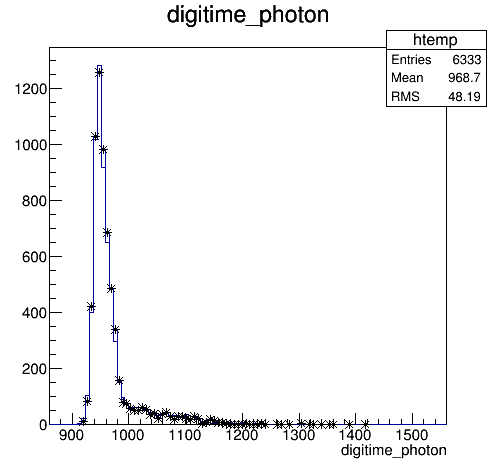 digitime_photon
htemp
Entries 6333
Mean 968.7
RMS 48.19
1200
1000
800
600
400
200
0
900 1000 1100 1200 1300 1400 1500
digitime_photon